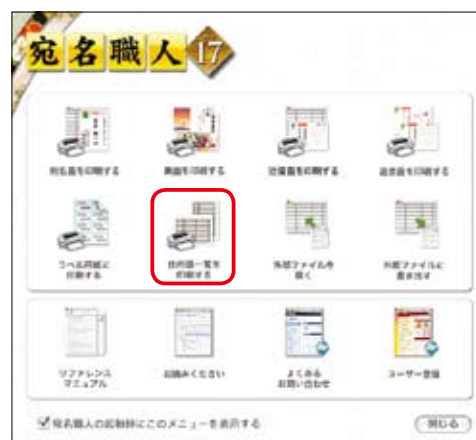 宛名職人 17
宛名面を印刷する
裏面を印刷する
往復面を印刷する
返信面を印刷する
ラベル用紙に
印刷する
住所録一覧を
印刷する
外部ファイルを
開く
外部ファイルに
書き出す
リファレンス
マニュアル
お読みください
よくある
お問い合わせ
ユーザー登録
宛名職人の起動時にこのメニューを表示する
閉じる